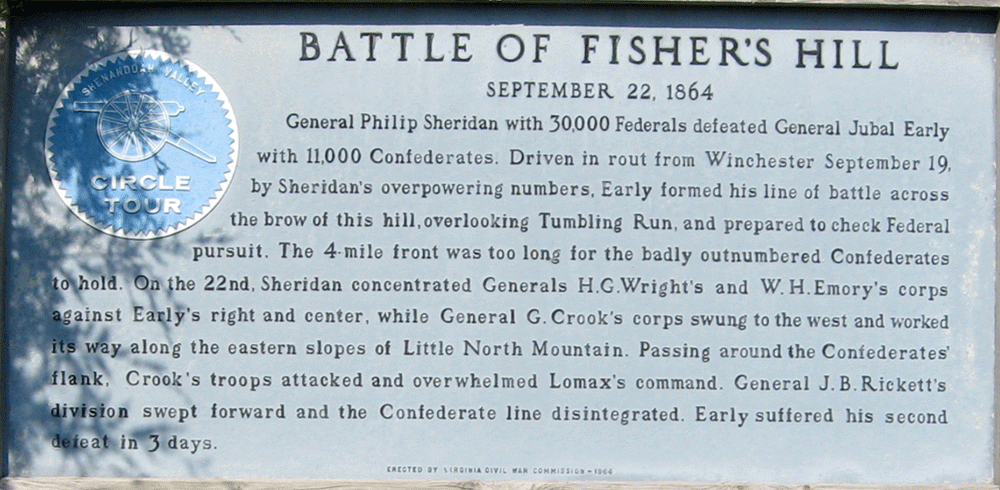 BATTLE OF FISHER'S HILL
SEPTEMBER 22, 1864
SHENANDOAH VALLEY
CIRCLE
TOUR
General Philip Sheridan with 30,000 Federals defeated General Jubal Early
with 11,000 Confederates. Driven in rout from Winchester September 19,
by Sheridan's overpowering numbers, Early formed his line of battle across
the brow of this hill, overlooking Tumbling Run, and prepared to check Federal
pursuit. The 4-mile front was too long for the badly outnumbered Confederates
to hold. On the 22nd, Sheridan concentrated Generals H.G. Wright's and W.H. Emory's corps
against Early's right and center, while General G. Crook's corps swung to the west and worked
its way along the eastern slopes of Little North Mountain. Passing around the Confederates'
flank, Crook's troops attacked and overwhelmed Lomax's command. General J.B. Rickett's
division swept forward and the Confederate line disintegrated. Early suffered his second
defeat in 3 days.
ERECTED BY VIRGINIA CIVIL WAR COMMISSION - 1964